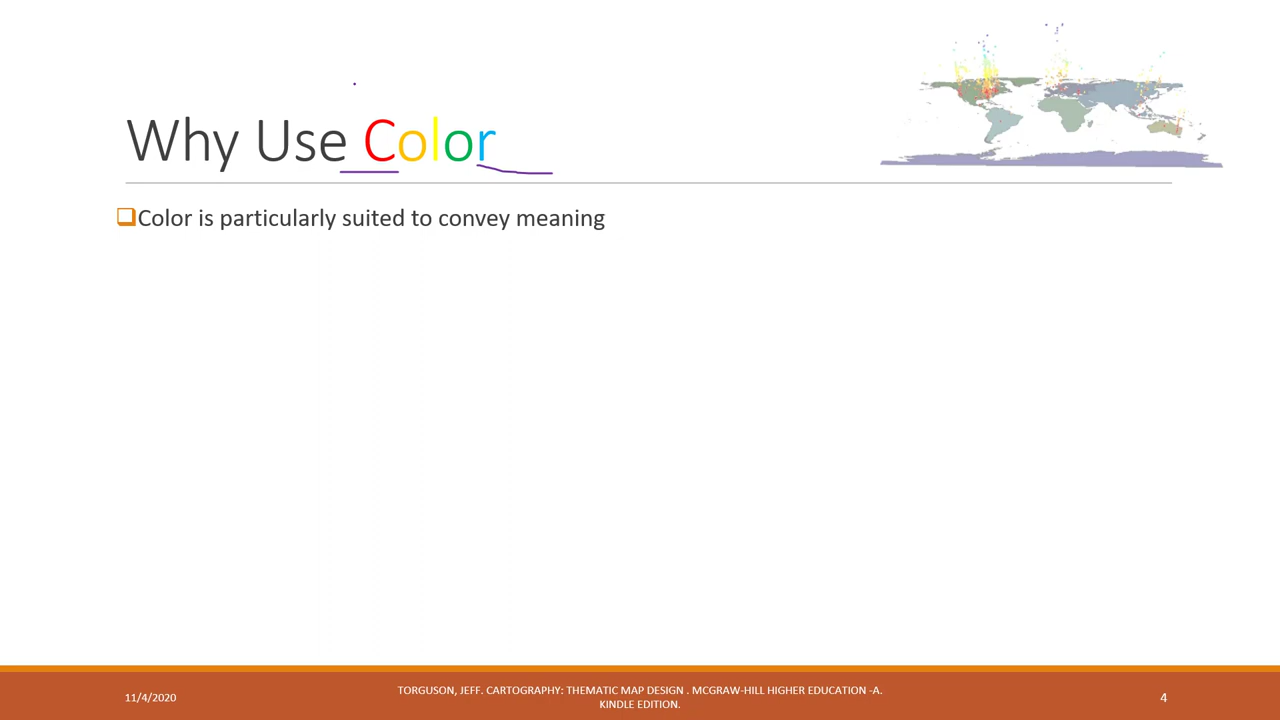 Why Use Color
Color is particularly suited to convey meaning
11/4/2020
TORGUSON, JEFF. CARTOGRAPHY: THEMATIC MAP DESIGN . MCGRAW-HILL HIGHER EDUCATION -A.
KINDLE EDITION.
4